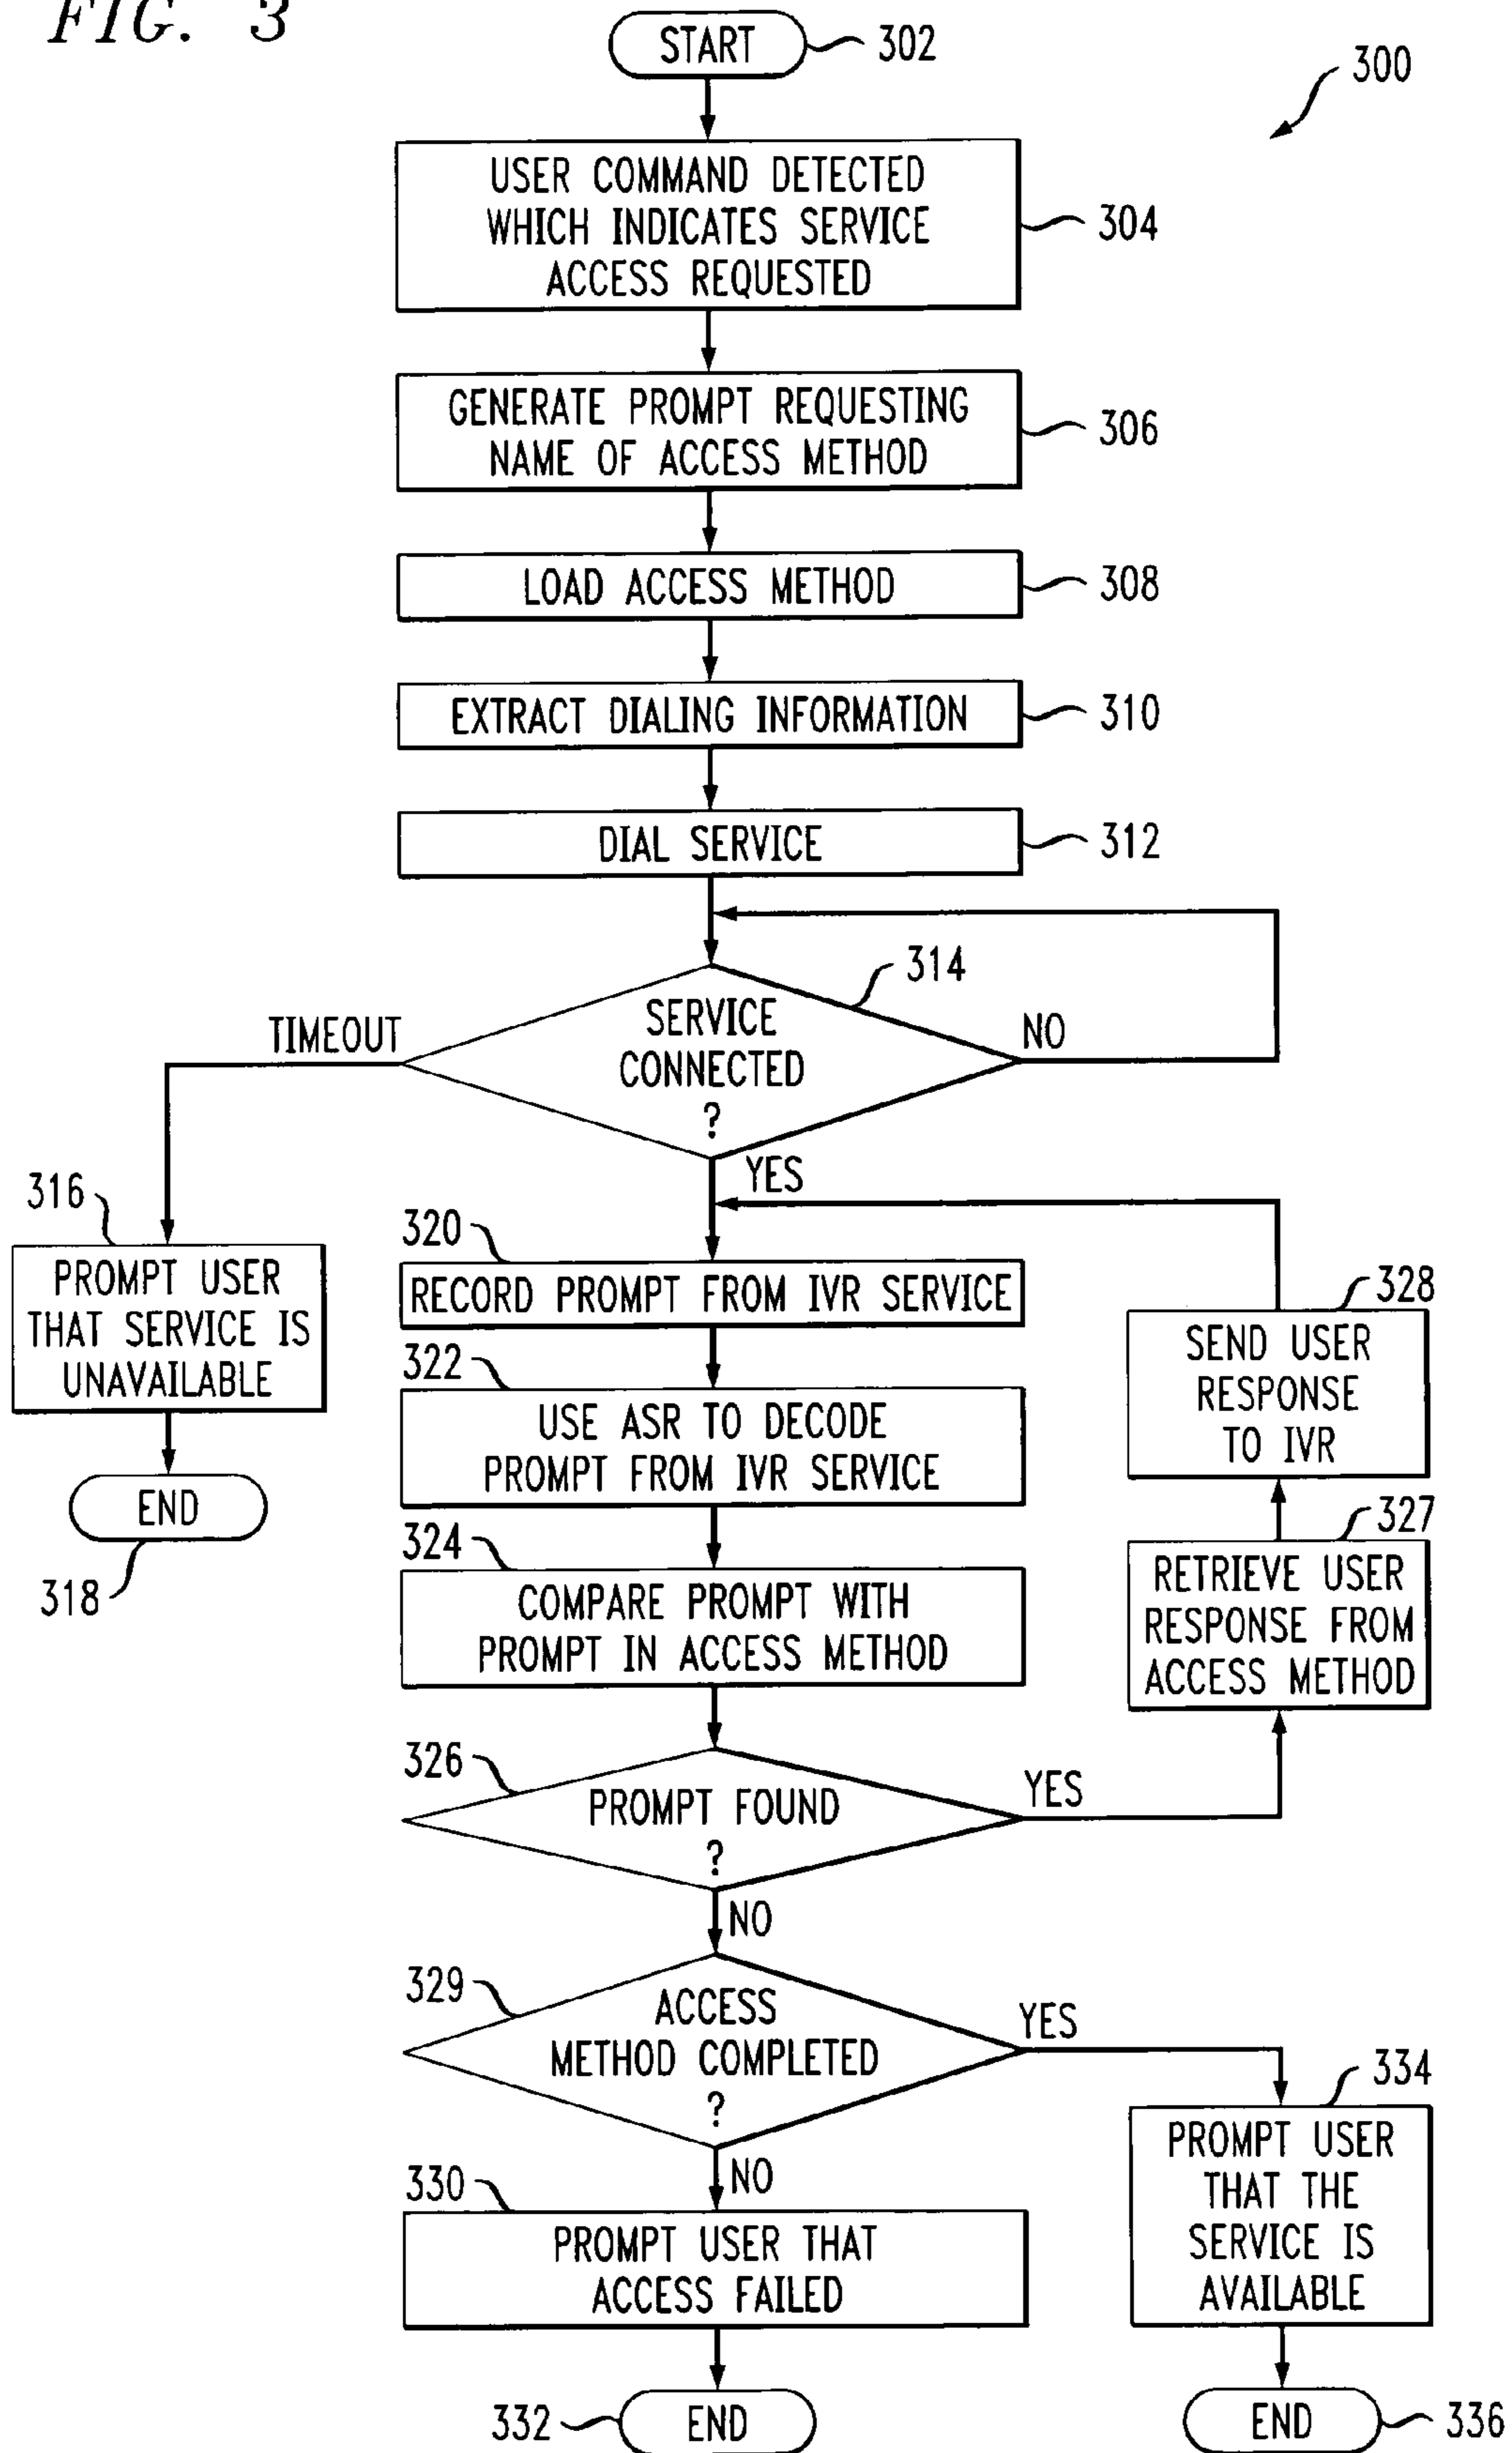 FIG. 3
START
302
300
USER COMMAND DETECTED
WHICH INDICATES SERVICE
ACCESS REQUESTED
304
GENERATE PROMPT REQUESTING
NAME OF ACCESS METHOD
306
LOAD ACCESS METHOD
308
EXTRACT DIALING INFORMATION
310
DIAL SERVICE
312
314
SERVICE
CONNECTED
?
TIMEOUT
NO
YES
316
PROMPT USER
THAT SERVICE IS
UNAVAILABLE
END
318
320
RECORD PROMPT FROM IVR SERVICE
322
USE ASR TO DECODE
PROMPT FROM IVR SERVICE
324
COMPARE PROMPT WITH
PROMPT IN ACCESS METHOD
328
SEND USER
RESPONSE
TO IVR
327
RETRIEVE USER
RESPONSE FROM
ACCESS METHOD
326
PROMPT FOUND
?
YES
NO
329
ACCESS
METHOD COMPLETED
?
YES
NO
330
PROMPT USER THAT
ACCESS FAILED
332
END
334
PROMPT USER
THAT THE
SERVICE IS
AVAILABLE
END
336